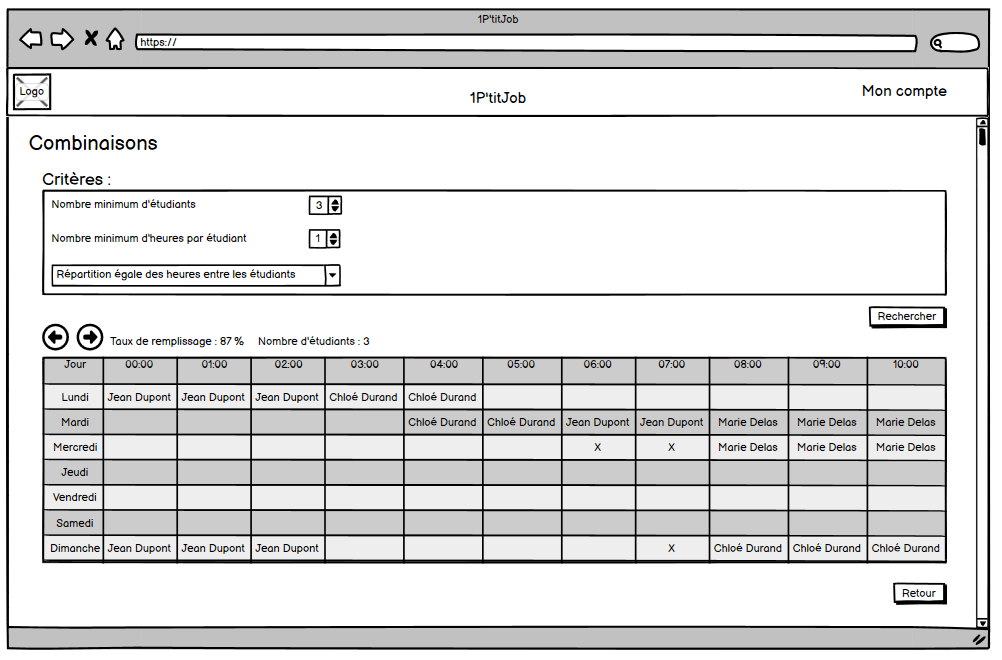 1P'titJob
https://
Logo
1P'titJob
Mon compte
Combinaisons
Critères :
Nombre minimum d'étudiants 3
Nombre minimum d'heures par étudiant 1
Répartition égale des heures entre les étudiants
Rechercher
Taux de remplissage : 87 % Nombre d'étudiants : 3
Jour 00:00 01:00 02:00 03:00 04:00 05:00 06:00 07:00 08:00 09:00 10:00
Lundi Jean Dupont Jean Dupont Jean Dupont Chloé Durand Chloé Durand
Mardi Chloé Durand Chloé Durand Jean Dupont Jean Dupont Marie Delas Marie Delas Marie Delas
Mercredi X X Marie Delas Marie Delas Marie Delas
Jeudi
Vendredi
Samedi
Dimanche Jean Dupont Jean Dupont Jean Dupont X Chloé Durand Chloé Durand Chloé Durand
Retour